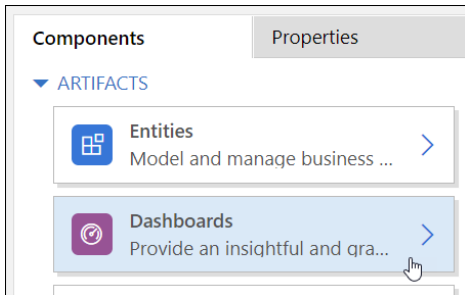 Components
Properties
ARTIFACTS
Entities
Model and manage business ...
Dashboards
Provide an insightful and gra...